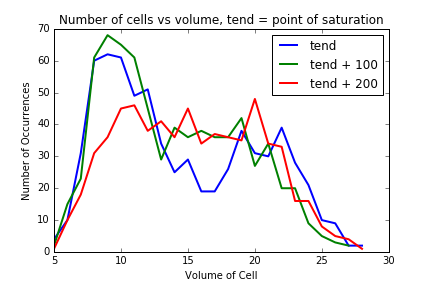 Number of cells vs volume, tend = point of saturation
70
60
50
40
30
20
10
0
Number of Occurrences
tend
tend + 100
tend + 200
5
10
15
20
25
30
Volume of Cell